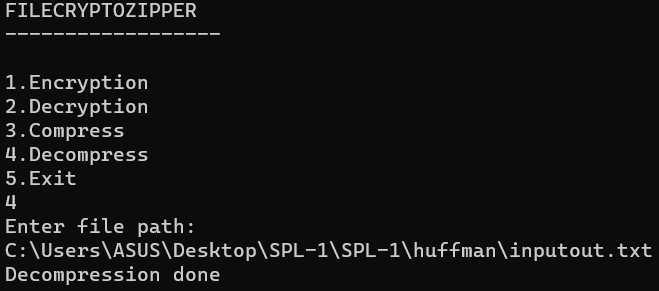 FILECRYPTOZIPPER
------------------
1.Encryption
2.Decryption
3.Compress
4.Decompress
5.Exit
4
Enter file path:
C:\Users\ASUS\Desktop\SPL-1\SPL-1\huffman\inputout.txt
Decompression done